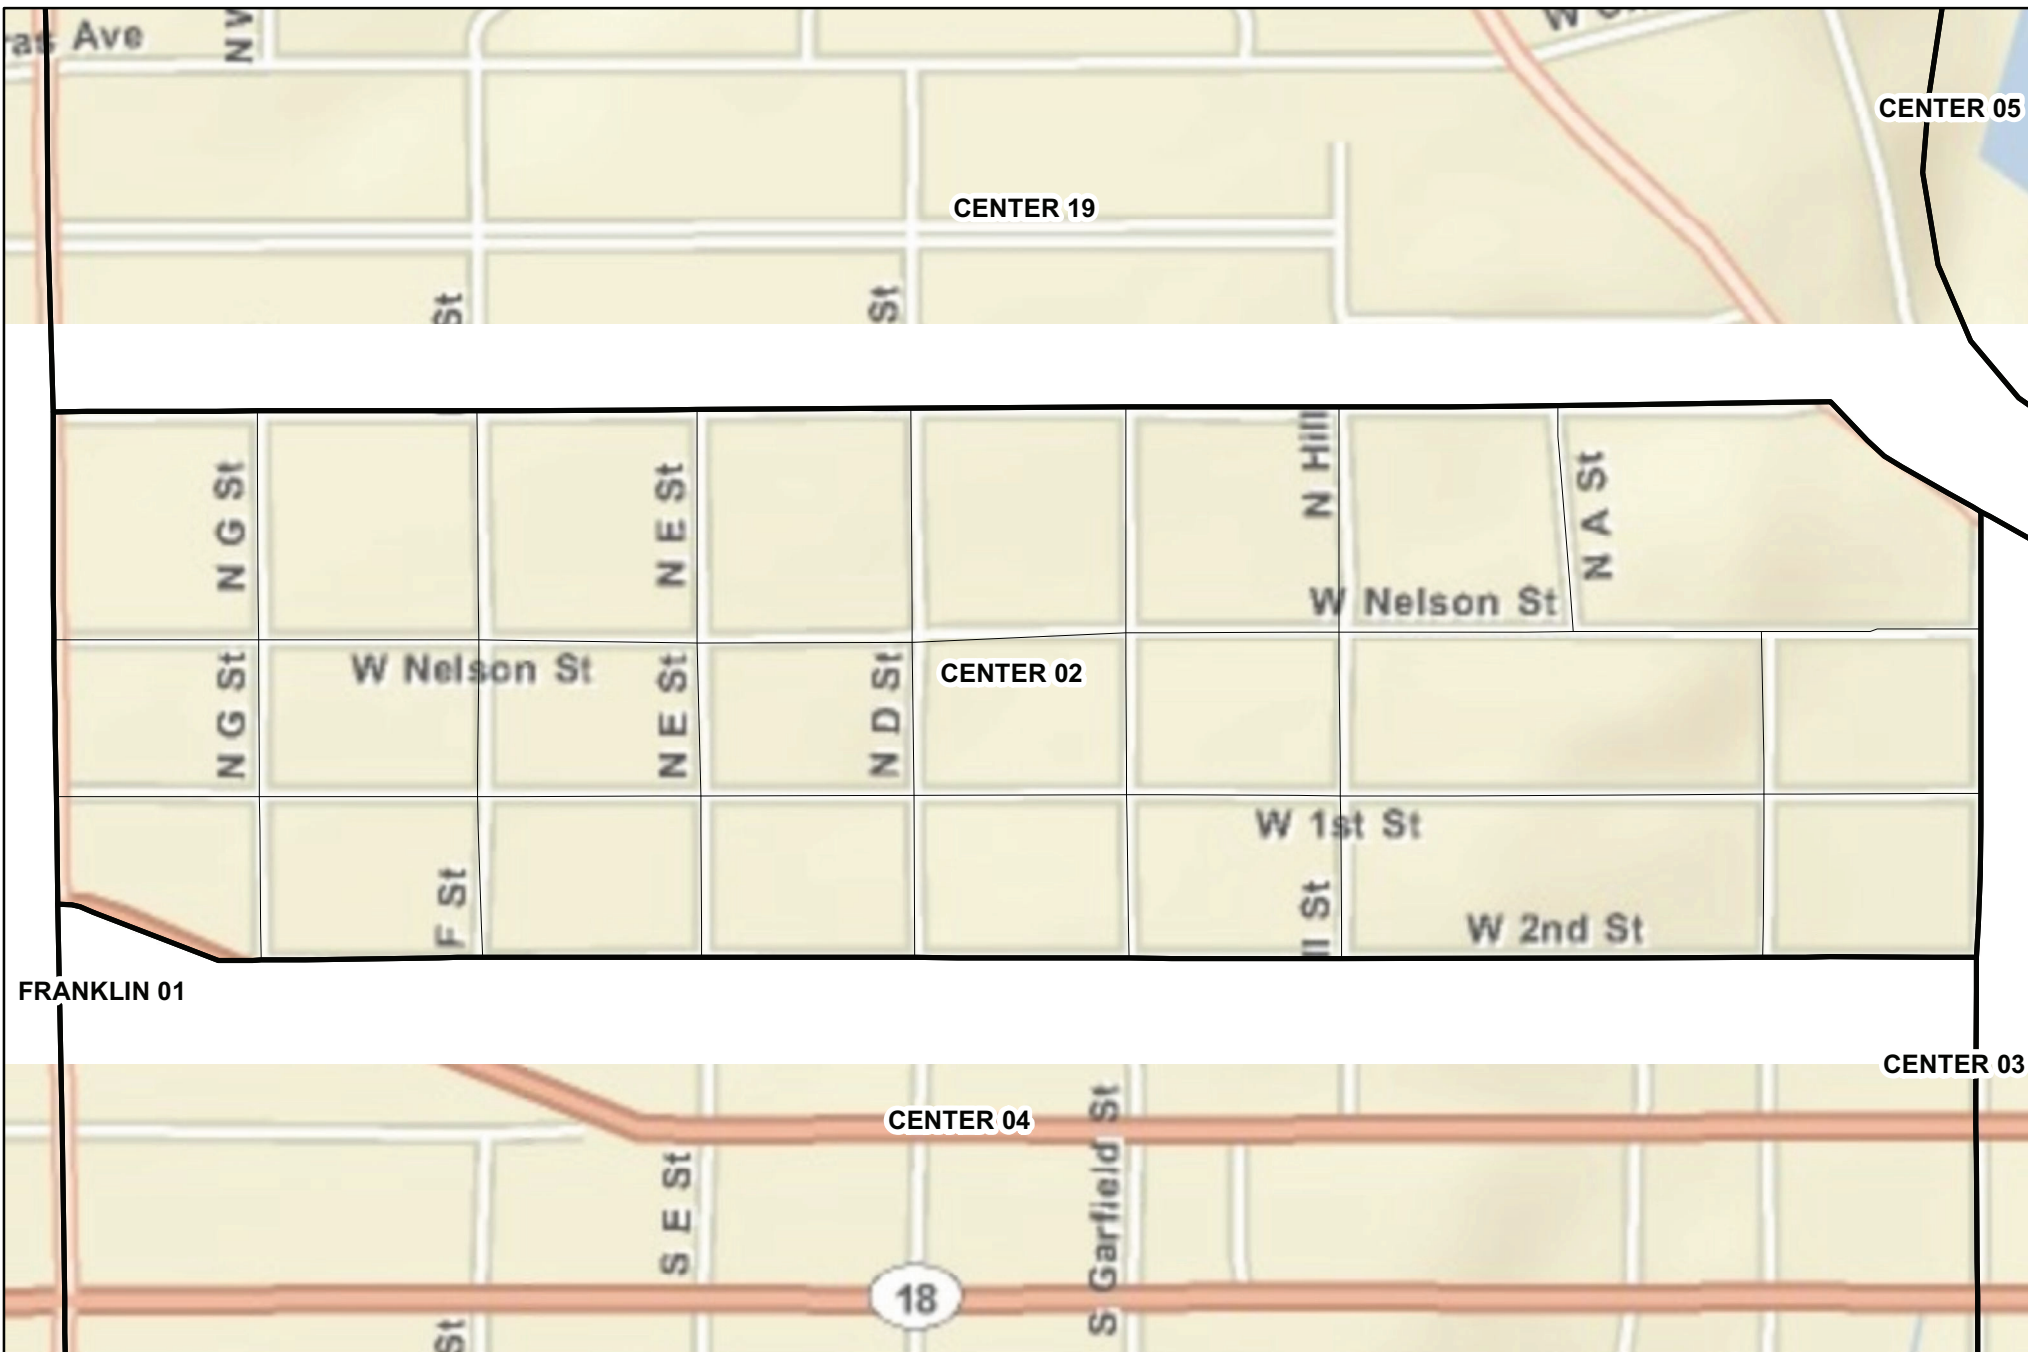 Ave
CENTER 05
CENTER 19
St
St
N G St
N E St
N Hill
N A St
W Nelson St
N G St
W Nelson St
N E St
N D St
CENTER 02
W 1st St
F St
St
W 2nd St
FRANKLIN 01
CENTER 03
CENTER 04
S E St
S Garfield St
18
St